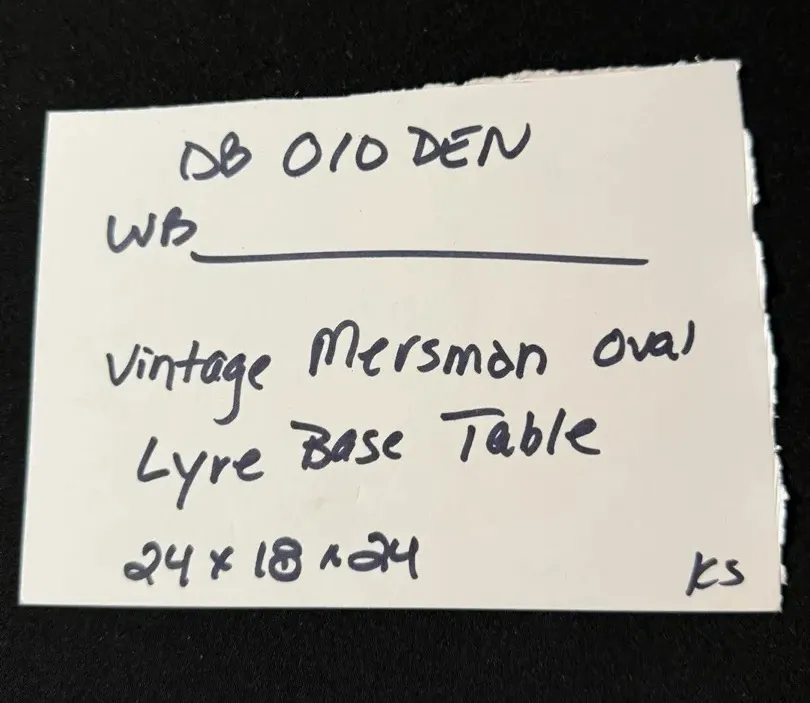 DB 010 DEN
WB
Vintage Mersman Oval
Lyre Base Table
24 x 18 x 24
KS